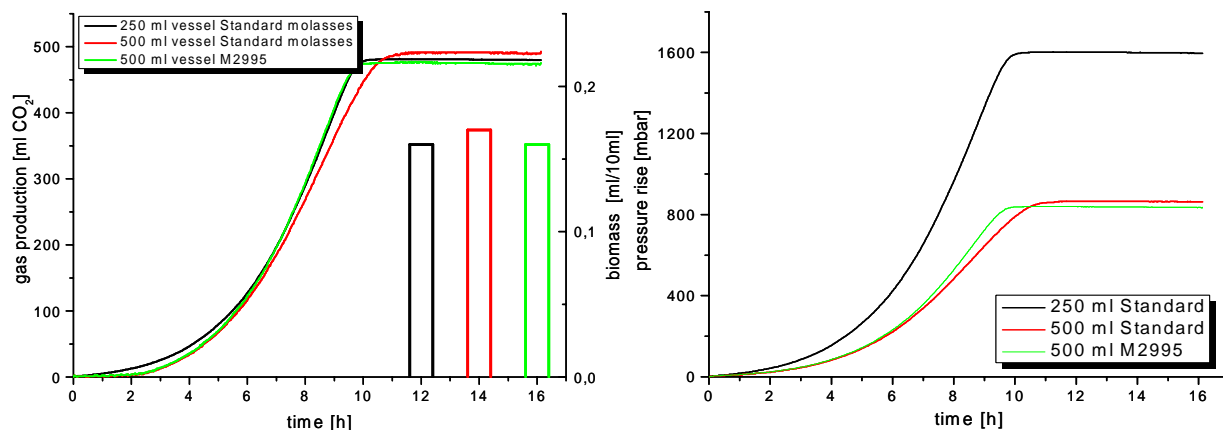 250 ml vessel Standard molasses
500 ml vessel Standard molasses
500 ml vessel M2995
gas production [ml CO2]
500
400
300
200
100
0
0 2 4 6 8 10 12 14 16
time [h]
0,2
0,1
0,0
biomass [ml/10ml]
pressure rise [mbar]
1600
1200
800
400
0
0 2 4 6 8 10 12 14 16
time [h]
250 ml Standard
500 ml Standard
500 ml M2995